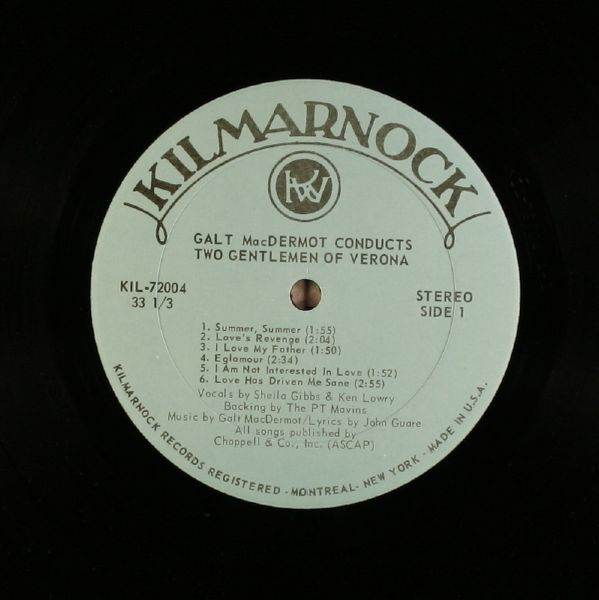 KILMARNOCK
KW
GALT MacDERMOT CONDUCTS
TWO GENTLEMEN OF VERONA
KIL-72004
33 1/3
STEREO
SIDE 1
1. Summer, Summer (1:55)
2. Love's Revenge (2:04)
3. I Love My Father (1:50)
4. Eglamour (2:34)
5. I Am Not Interested In Love (1:52)
6. Love Has Driven Me Sane (2:55)
Vocals by Sheila Gibbs & Ken Lowry
Backing by The PT Mavins
Music by Galt MacDermot/Lyrics by John Guare
All songs published by
Chappell & Co., Inc. (ASCAP)
KILMARNOCK RECORDS REGISTERED - MONTREAL - NEW YORK - MADE IN U.S.A.